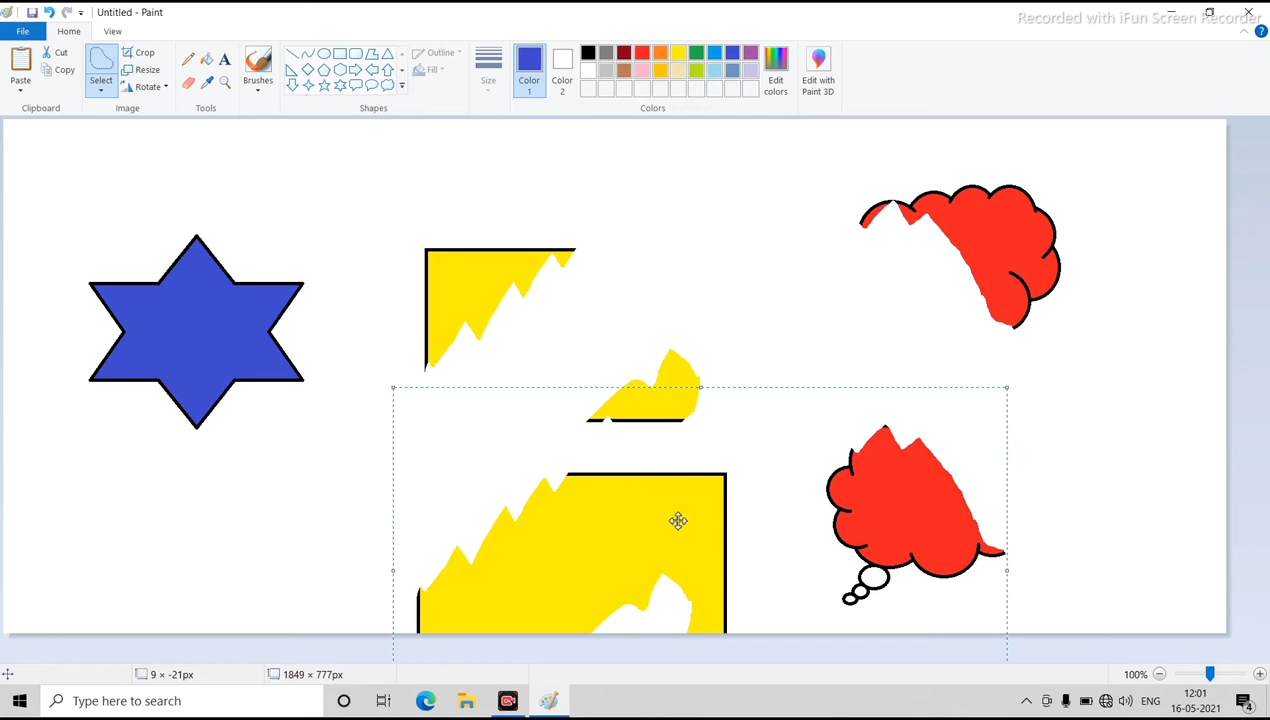 Untitled - Paint
Recorded with iFun Screen Recorder
File
Home
View
Paste
Cut
Copy
Clipboard
Select
Crop
Resize
Rotate
Image
A
Tools
Brushes
Outline
Fill
Shapes
Size
Color
1
Color
2
Edit
colors
Colors
Edit with
Paint 3D
9 × -21px
1849 × 777px
100%
Type here to search
ENG
12:01
16-05-2021
4